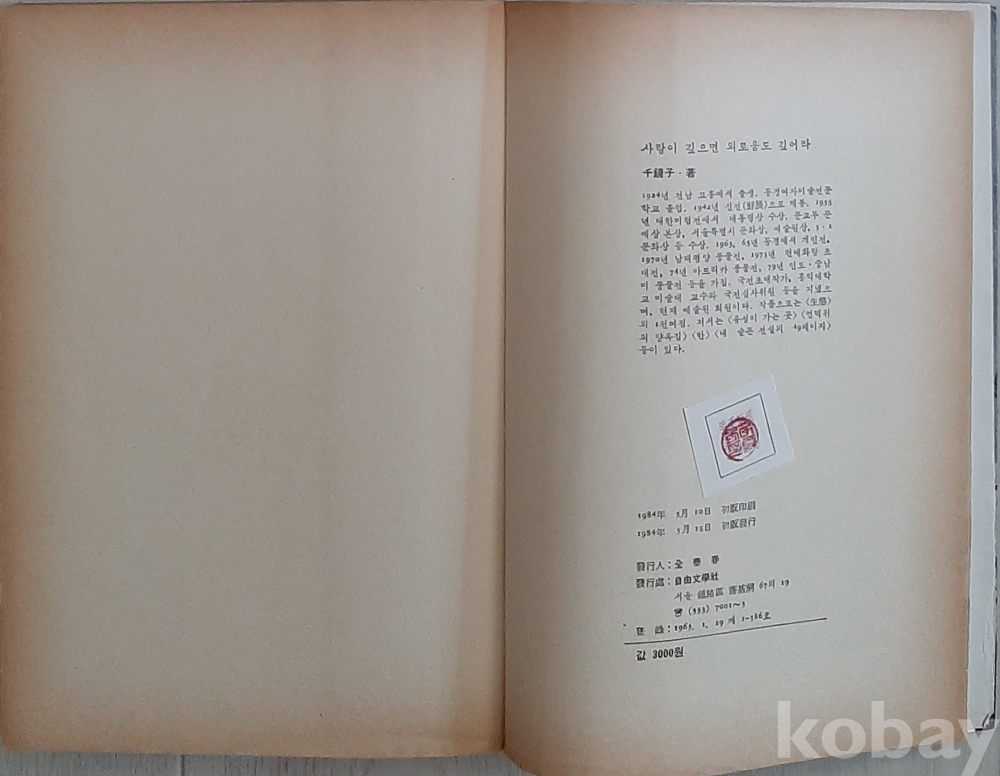 사랑이 깊으면 외로움도 깊어라
千鏡子·著
1924년 전남 고흥에서 출생. 동경여자미술전문
학교 졸업. 1942년 선전(鮮展)으로 데뷔. 1955
년 대한미협전에서 대통령상 수상. 문교부 문
예상 본상, 서울특별시 문화상, 예술원상, 3·1
문화상 등 수상. 1963, 65년 동경에서 개인전.
1970년 남태평양 풍물전, 1973년 현대화랑 초
대전, 74년 아프리카 풍물전, 79년 인도·중남
미 풍물전 등을 가짐. 국전초대작가, 홍익대학
교 미술대 교수와 국전심사위원 등을 지냈으
며, 현재 예술원 회원이다. 작품으로는 〈生態〉
외 1천여점. 저서는 〈유성이 가는 곳〉〈언덕위
의 양옥집〉〈한〉〈내 슬픈 전설의 49페이지〉
등이 있다.
1984年 5月 10日 初版印刷
1984年 5月 15日 初版發行
發行人: 全
發行處: 自由文學社
서울 67의 19
☎ (353) 7001~3
登 錄: 1963. 1. 19 제 1-386호
값 3000원
kobay